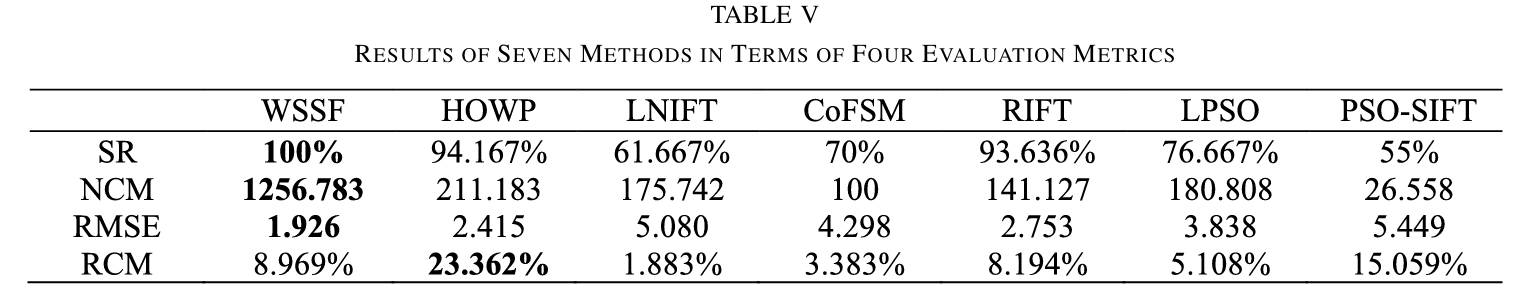 TABLE V
RESULTS OF SEVEN METHODS IN TERMS OF FOUR EVALUATION METRICS
WSSF HOWP LNIFT CoFSM RIFT LPSO PSO-SIFT
SR 100% 94.167% 61.667% 70% 93.636% 76.667% 55%
NCM 1256.783 211.183 175.742 100 141.127 180.808 26.558
RMSE 1.926 2.415 5.080 4.298 2.753 3.838 5.449
RCM 8.969% 23.362% 1.883% 3.383% 8.194% 5.108% 15.059%